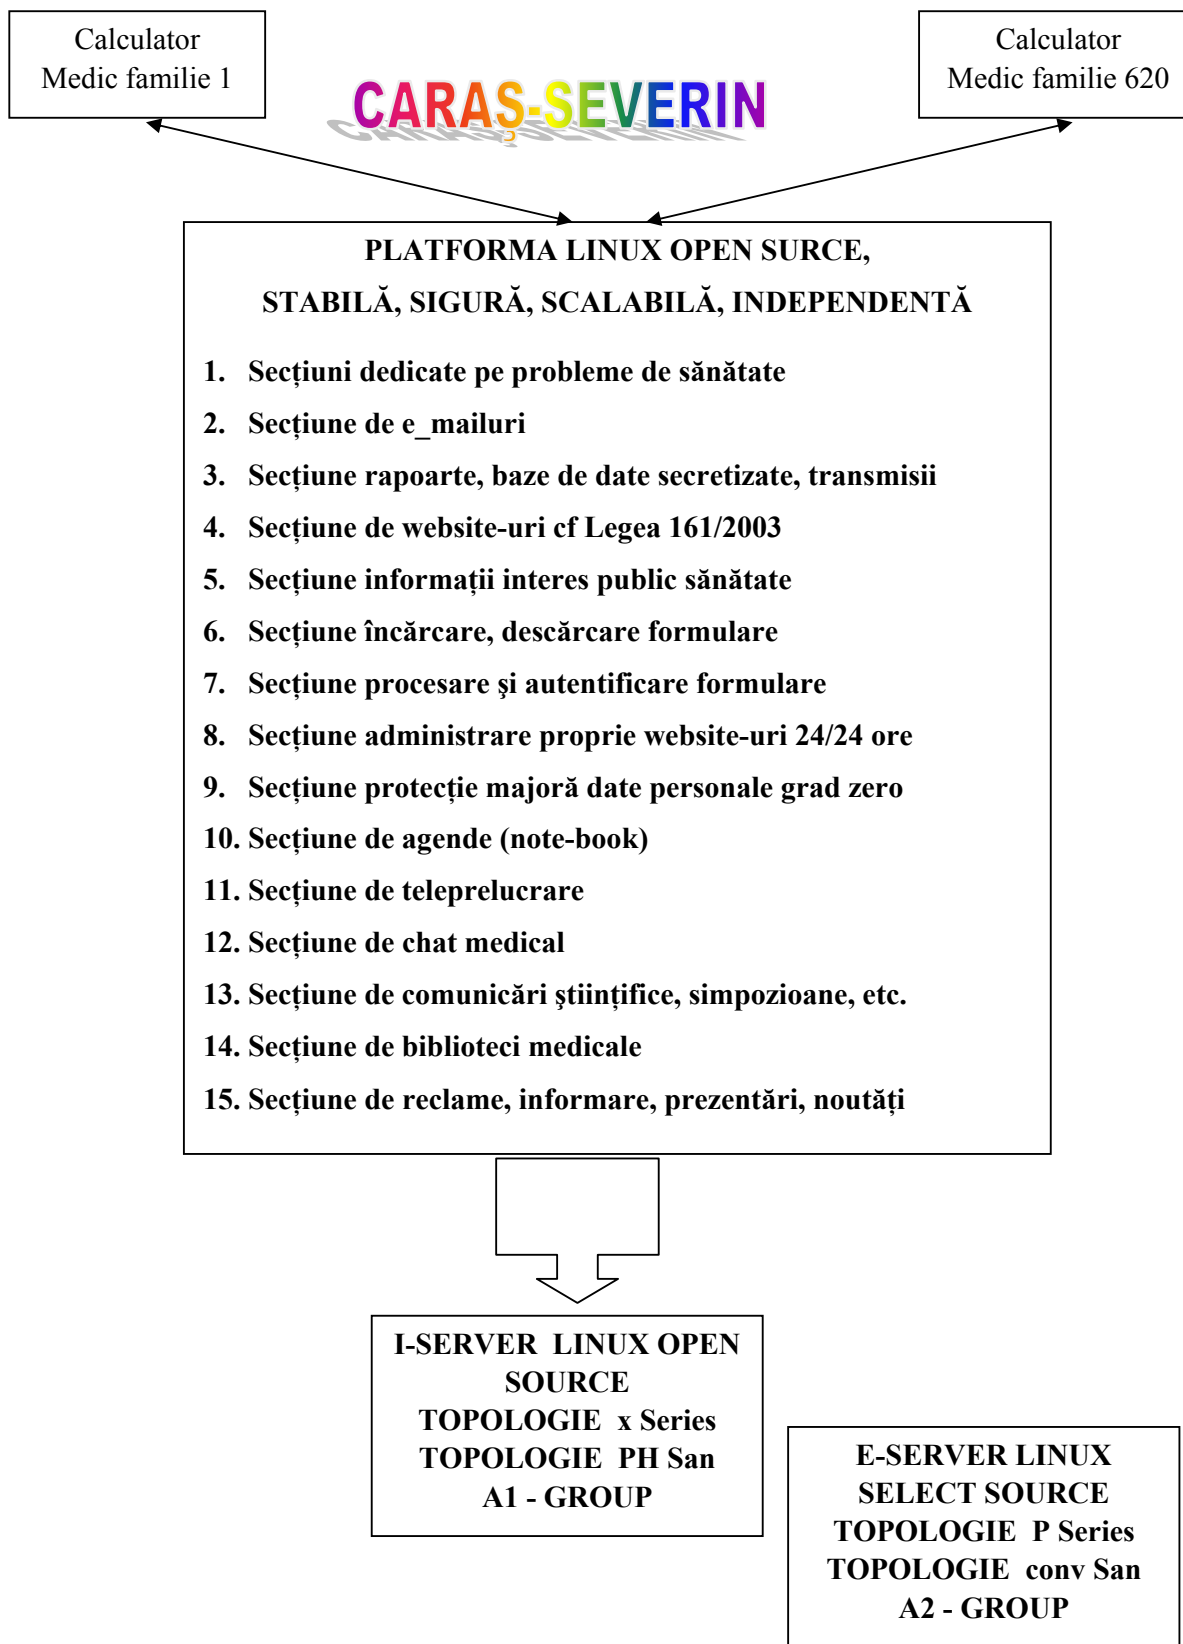 Calculator
Medic familie 1
Calculator
Medic familie 620
CARAȘ-SEVERIN
PLATFORMA LINUX OPEN SURCE,
STABILĂ, SIGURĂ, SCALABILĂ, INDEPENDENTĂ
1. Secțiuni dedicate pe probleme de sănătate
2. Secțiune de e_mailuri
3. Secțiune rapoarte, baze de date secretizate, transmisii
4. Secțiune de website-uri cf Legea 161/2003
5. Secțiune informații interes public sănătate
6. Secțiune încărcare, descărcare formulare
7. Secțiune procesare şi autentificare formulare
8. Secțiune administrare proprie website-uri 24/24 ore
9. Secțiune protecție majoră date personale grad zero
10. Secțiune de agende (note-book)
11. Secțiune de teleprelucrare
12. Secțiune de chat medical
13. Secțiune de comunicări ştiințifice, simpozioane, etc.
14. Secțiune de biblioteci medicale
15. Secțiune de reclame, informare, prezentări, noutăți
I-SERVER LINUX OPEN
SOURCE
TOPOLOGIE x Series
TOPOLOGIE PH San
A1 - GROUP
E-SERVER LINUX
SELECT SOURCE
TOPOLOGIE P Series
TOPOLOGIE conv San
A2 - GROUP